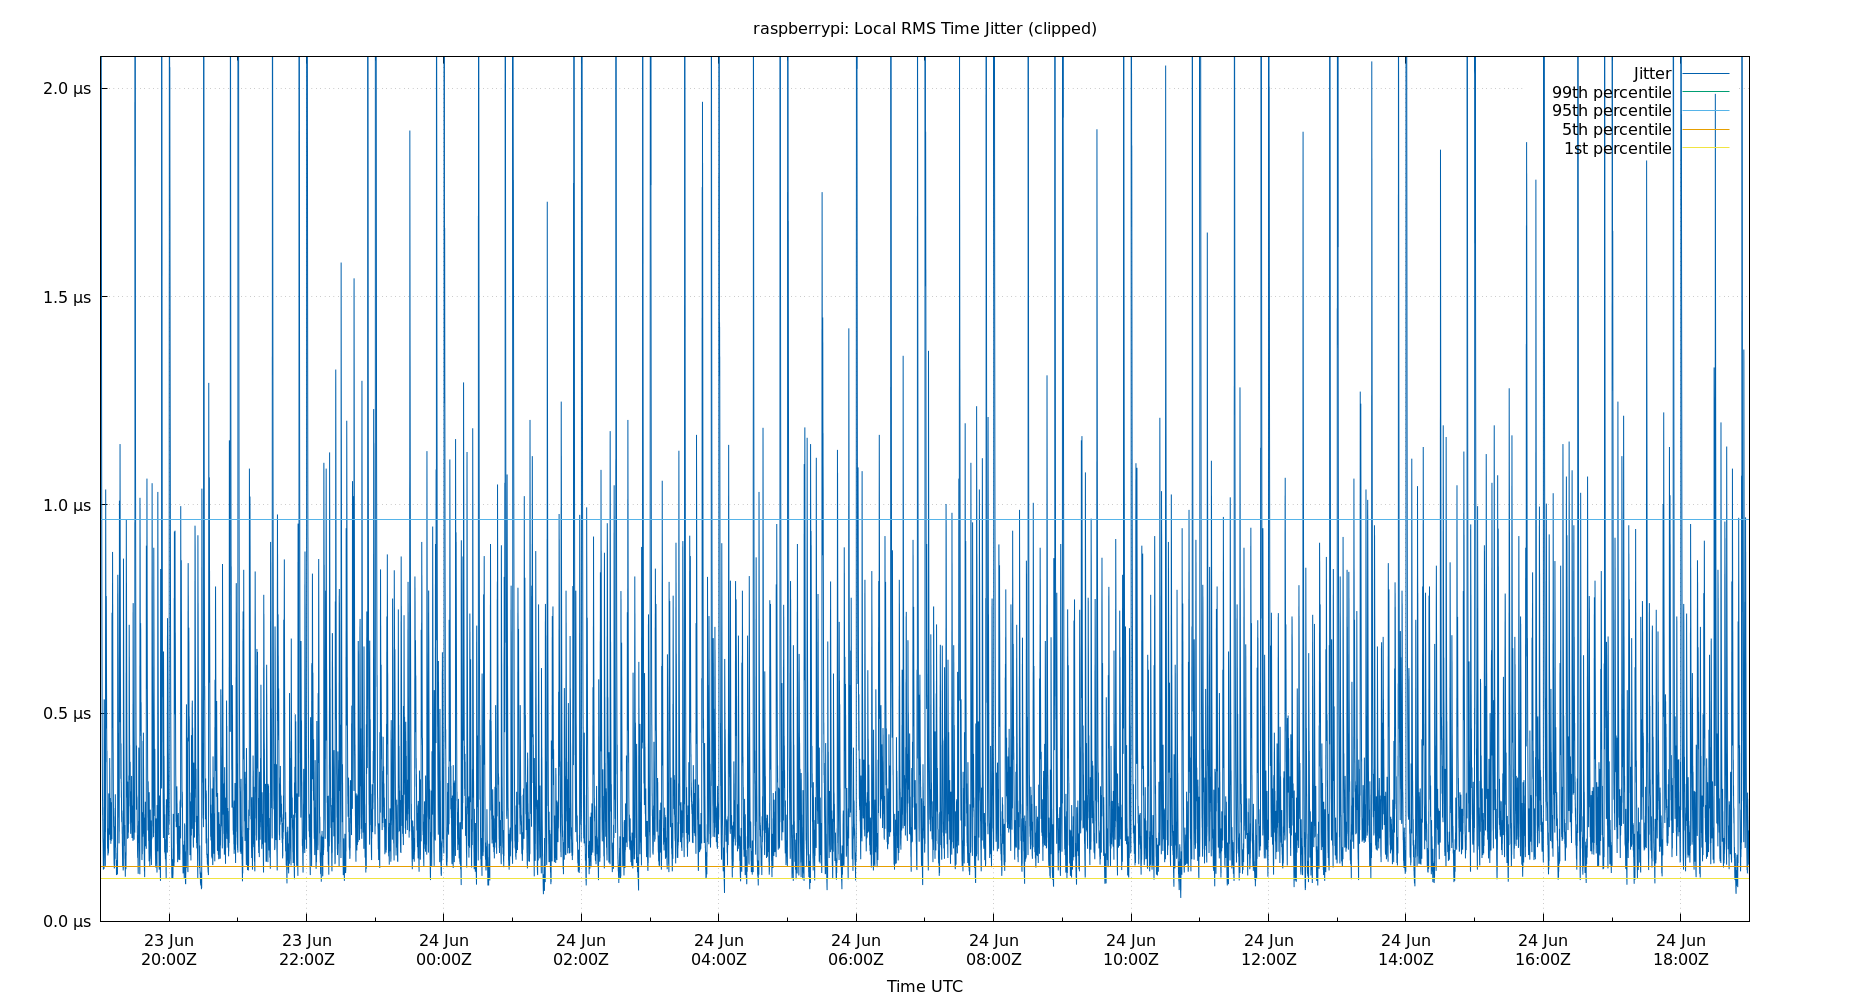 raspberrypi: Local RMS Time Jitter (clipped)
Jitter
99th percentile
95th percentile
5th percentile
1st percentile
2.0 µs
1.5 µs
1.0 µs
0.5 µs
0.0 µs
23 Jun 23 Jun 24 Jun 24 Jun 24 Jun 24 Jun 24 Jun 24 Jun 24 Jun 24 Jun 24 Jun 24 Jun
20:00Z 22:00Z 00:00Z 02:00Z 04:00Z 06:00Z 08:00Z 10:00Z 12:00Z 14:00Z 16:00Z 18:00Z
Time UTC